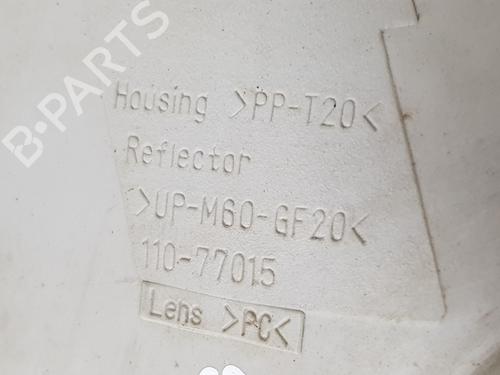 B-PARTS
Housing >PP-T20<
Reflector
>UP-M60-GF20<
110-77015
Lens >PC<